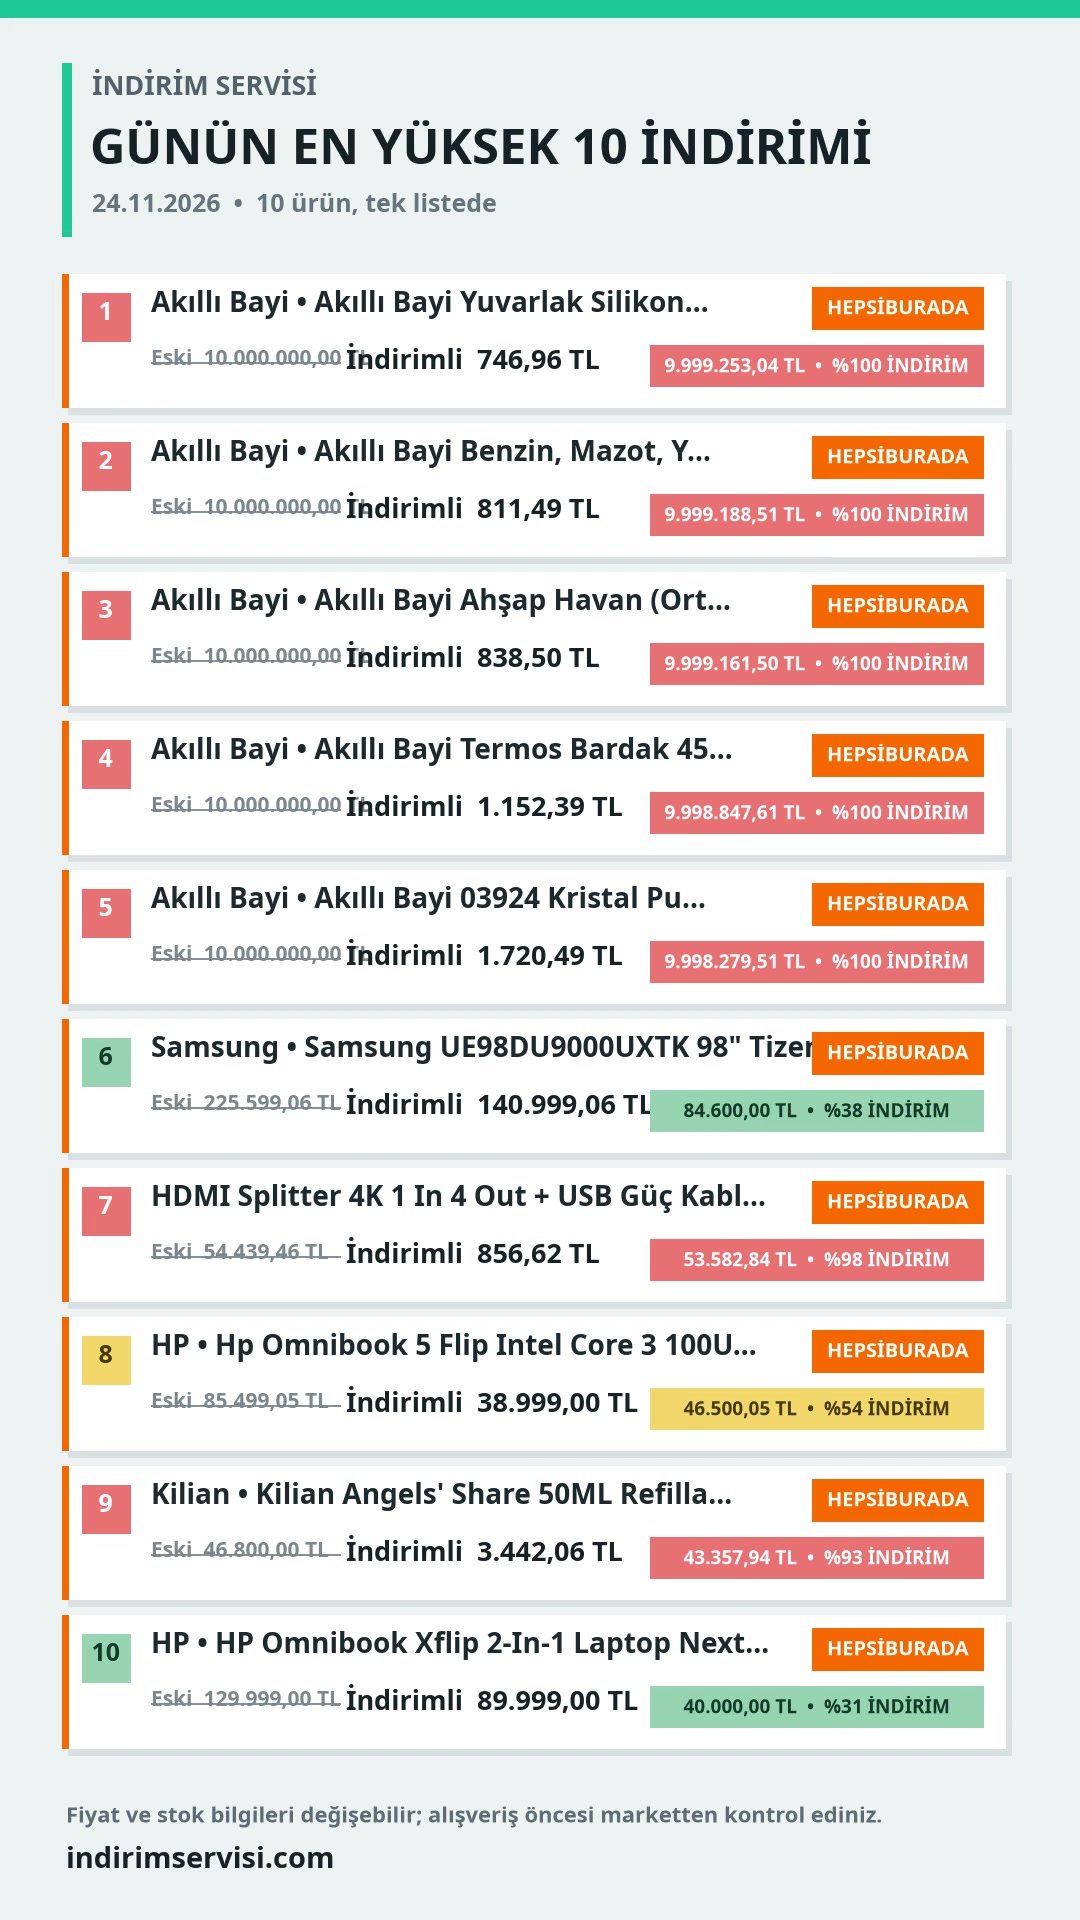 İNDİRİM SERVİSİ
GÜNÜN EN YÜKSEK 10 İNDİRİMİ
24.11.2026 • 10 ürün, tek listede
1 Akıllı Bayi • Akıllı Bayi Yuvarlak Silikon... HEPSİBURADA
Eski 10.000.000,00 TL İndirimli 746,96 TL 9.999.253,04 TL • %100 İNDİRİM
2 Akıllı Bayi • Akıllı Bayi Benzin, Mazot, Y... HEPSİBURADA
Eski 10.000.000,00 TL İndirimli 811,49 TL 9.999.188,51 TL • %100 İNDİRİM
3 Akıllı Bayi • Akıllı Bayi Ahşap Havan (Ort... HEPSİBURADA
Eski 10.000.000,00 TL İndirimli 838,50 TL 9.999.161,50 TL • %100 İNDİRİM
4 Akıllı Bayi • Akıllı Bayi Termos Bardak 45... HEPSİBURADA
Eski 10.000.000,00 TL İndirimli 1.152,39 TL 9.998.847,61 TL • %100 İNDİRİM
5 Akıllı Bayi • Akıllı Bayi 03924 Kristal Pu... HEPSİBURADA
Eski 10.000.000,00 TL İndirimli 1.720,49 TL 9.998.279,51 TL • %100 İNDİRİM
6 Samsung • Samsung UE98DU9000UXTK 98" Tizen HEPSİBURADA
Eski 225.599,06 TL İndirimli 140.999,06 TL 84.600,00 TL • %38 İNDİRİM
7 HDMI Splitter 4K 1 In 4 Out + USB Güç Kabl... HEPSİBURADA
Eski 54.439,46 TL İndirimli 856,62 TL 53.582,84 TL • %98 İNDİRİM
8 HP • Hp Omnibook 5 Flip Intel Core 3 100U... HEPSİBURADA
Eski 85.499,05 TL İndirimli 38.999,00 TL 46.500,05 TL • %54 İNDİRİM
9 Kilian • Kilian Angels' Share 50ML Refilla... HEPSİBURADA
Eski 46.800,00 TL İndirimli 3.442,06 TL 43.357,94 TL • %93 İNDİRİM
10 HP • HP Omnibook Xflip 2-In-1 Laptop Next... HEPSİBURADA
Eski 129.999,00 TL İndirimli 89.999,00 TL 40.000,00 TL • %31 İNDİRİM
Fiyat ve stok bilgileri değişebilir; alışveriş öncesi marketten kontrol ediniz.
indirimservisi.com